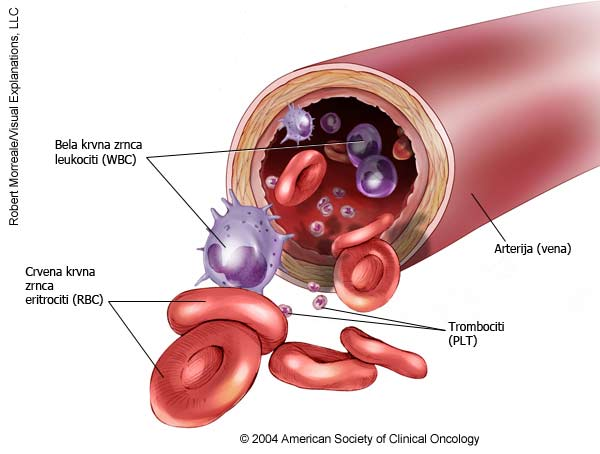 Robert Morreale/Visual Explanations, LLC
Bela krvna zrnca
leukociti (WBC)
Arterija (vena)
Crvena krvna
zrnca
eritrociti (RBC)
Trombociti
(PLT)
© 2004 American Society of Clinical Oncology